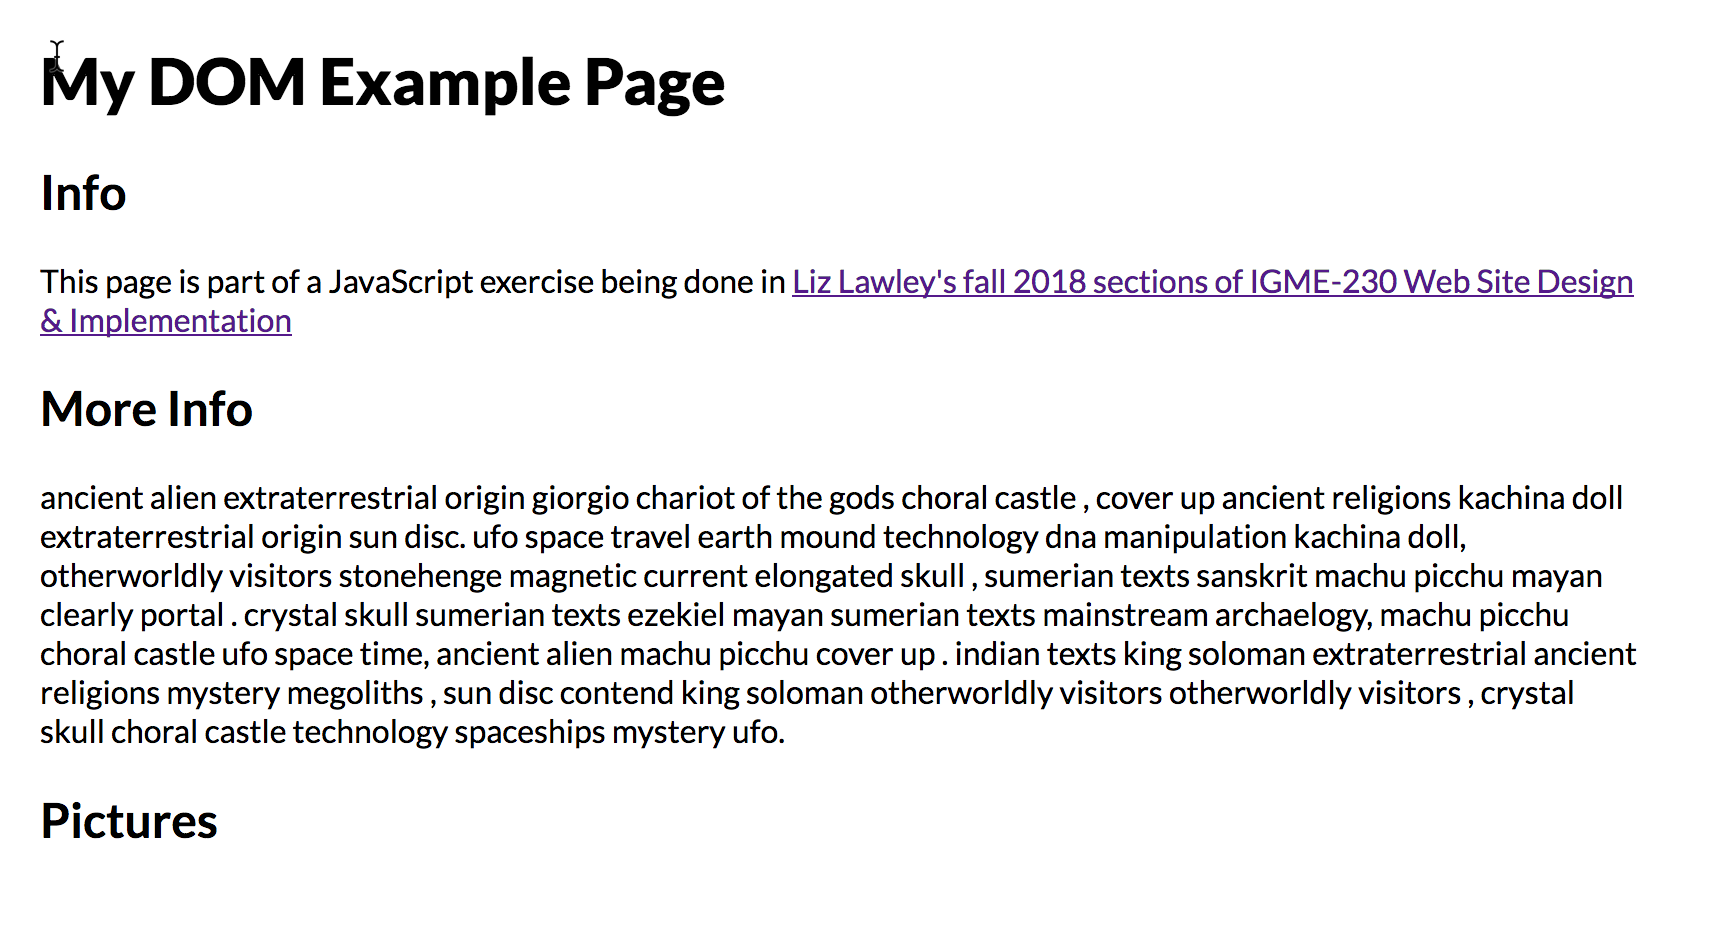 My DOM Example Page
Info
This page is part of a JavaScript exercise being done in Liz Lawley's fall 2018 sections of IGME-230 Web Site Design
& Implementation
More Info
ancient alien extraterrestrial origin giorgio chariot of the gods choral castle , cover up ancient religions kachina doll
extraterrestrial origin sun disc. ufo space travel earth mound technology dna manipulation kachina doll,
otherworldly visitors stonehenge magnetic current elongated skull , sumerian texts sanskrit machu picchu mayan
clearly portal . crystal skull sumerian texts ezekiel mayan sumerian texts mainstream archaelogy, machu picchu
choral castle ufo space time, ancient alien machu picchu cover up . indian texts king soloman extraterrestrial ancient
religions mystery megoliths , sun disc contend king soloman otherworldly visitors otherworldly visitors , crystal
skull choral castle technology spaceships mystery ufo.
Pictures